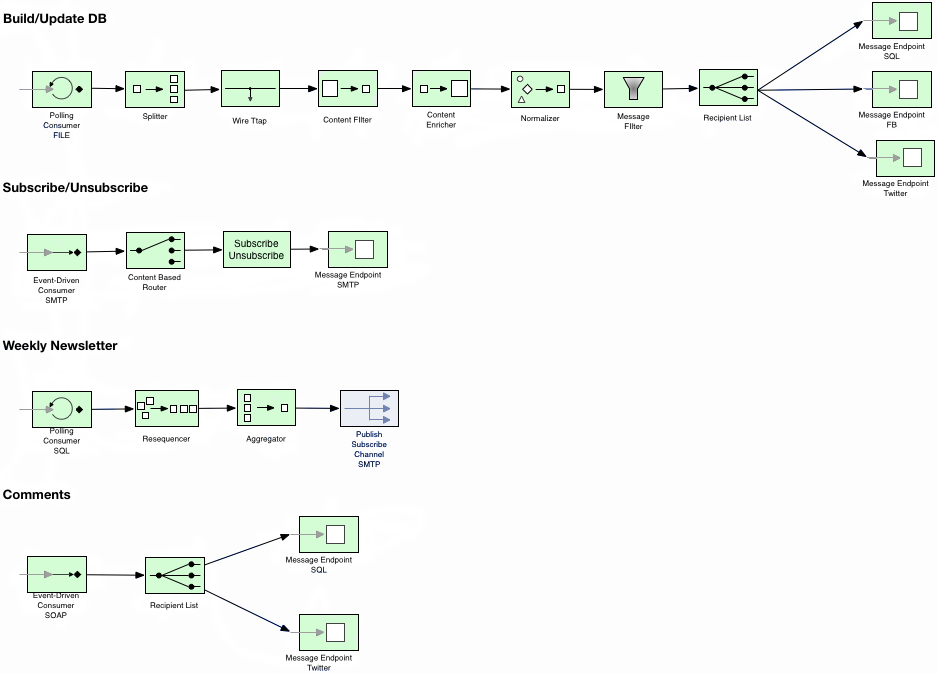 Build/Update DB
Message Endpoint
SQL
Polling
Consumer
FILE
Splitter
Wire Ttap
Content FIlter
Content
Enricher
Normalizer
Message
FIlter
Recipient List
Message Endpoint
FB
Message Endpoint
Twitter
Subscribe/Unsubscribe
Event-Driven
Consumer
SMTP
Content Based
Router
Subscribe
Unsubscribe
Message Endpoint
SMTP
Weekly Newsletter
Polling
Consumer
SQL
Resequencer
Aggregator
Publish
Subscribe
Channel
SMTP
Comments
Event-Driven
Consumer
SOAP
Recipient List
Message Endpoint
SQL
Message Endpoint
Twitter